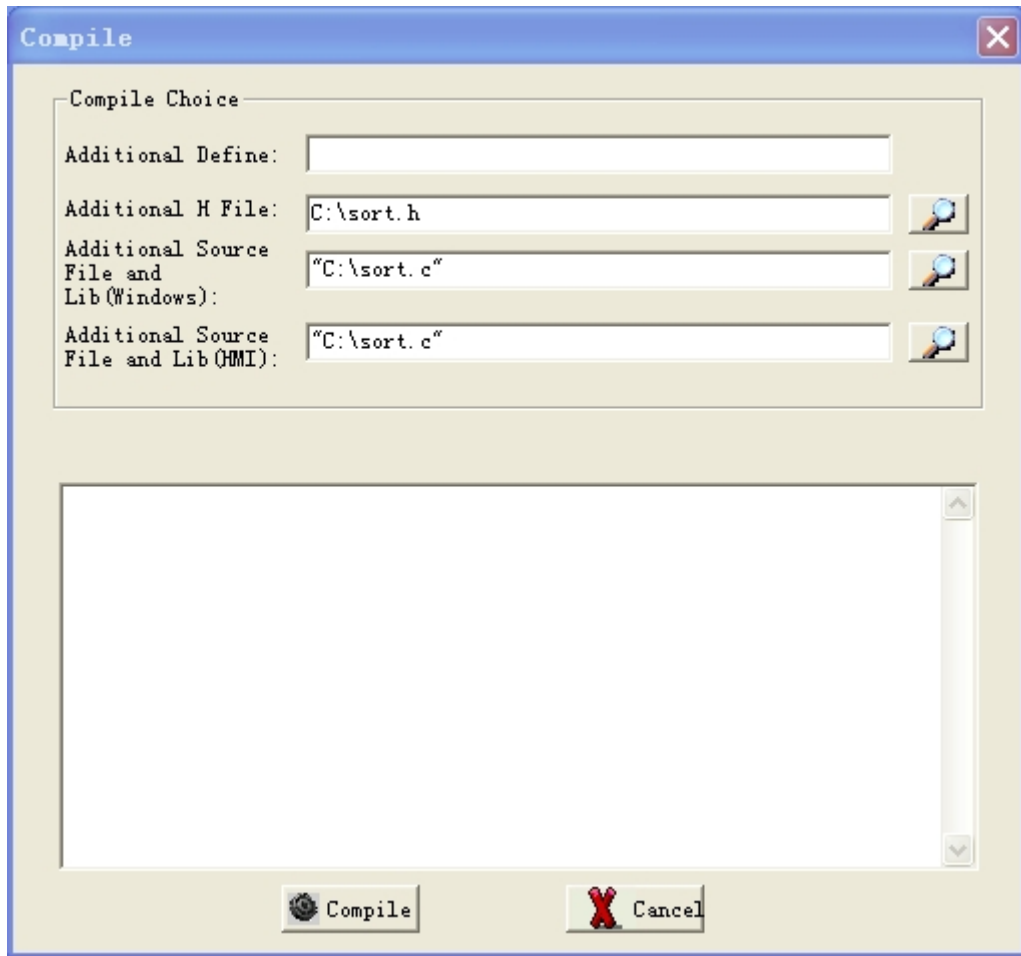 Compile
Compile Choice
Additional Define:
Additional H File:
C:\sort.h
Additional Source
File and
Lib(Windows):
"C:\sort.c"
Additional Source
File and Lib(HMI):
"C:\sort.c"
Compile
Cancel